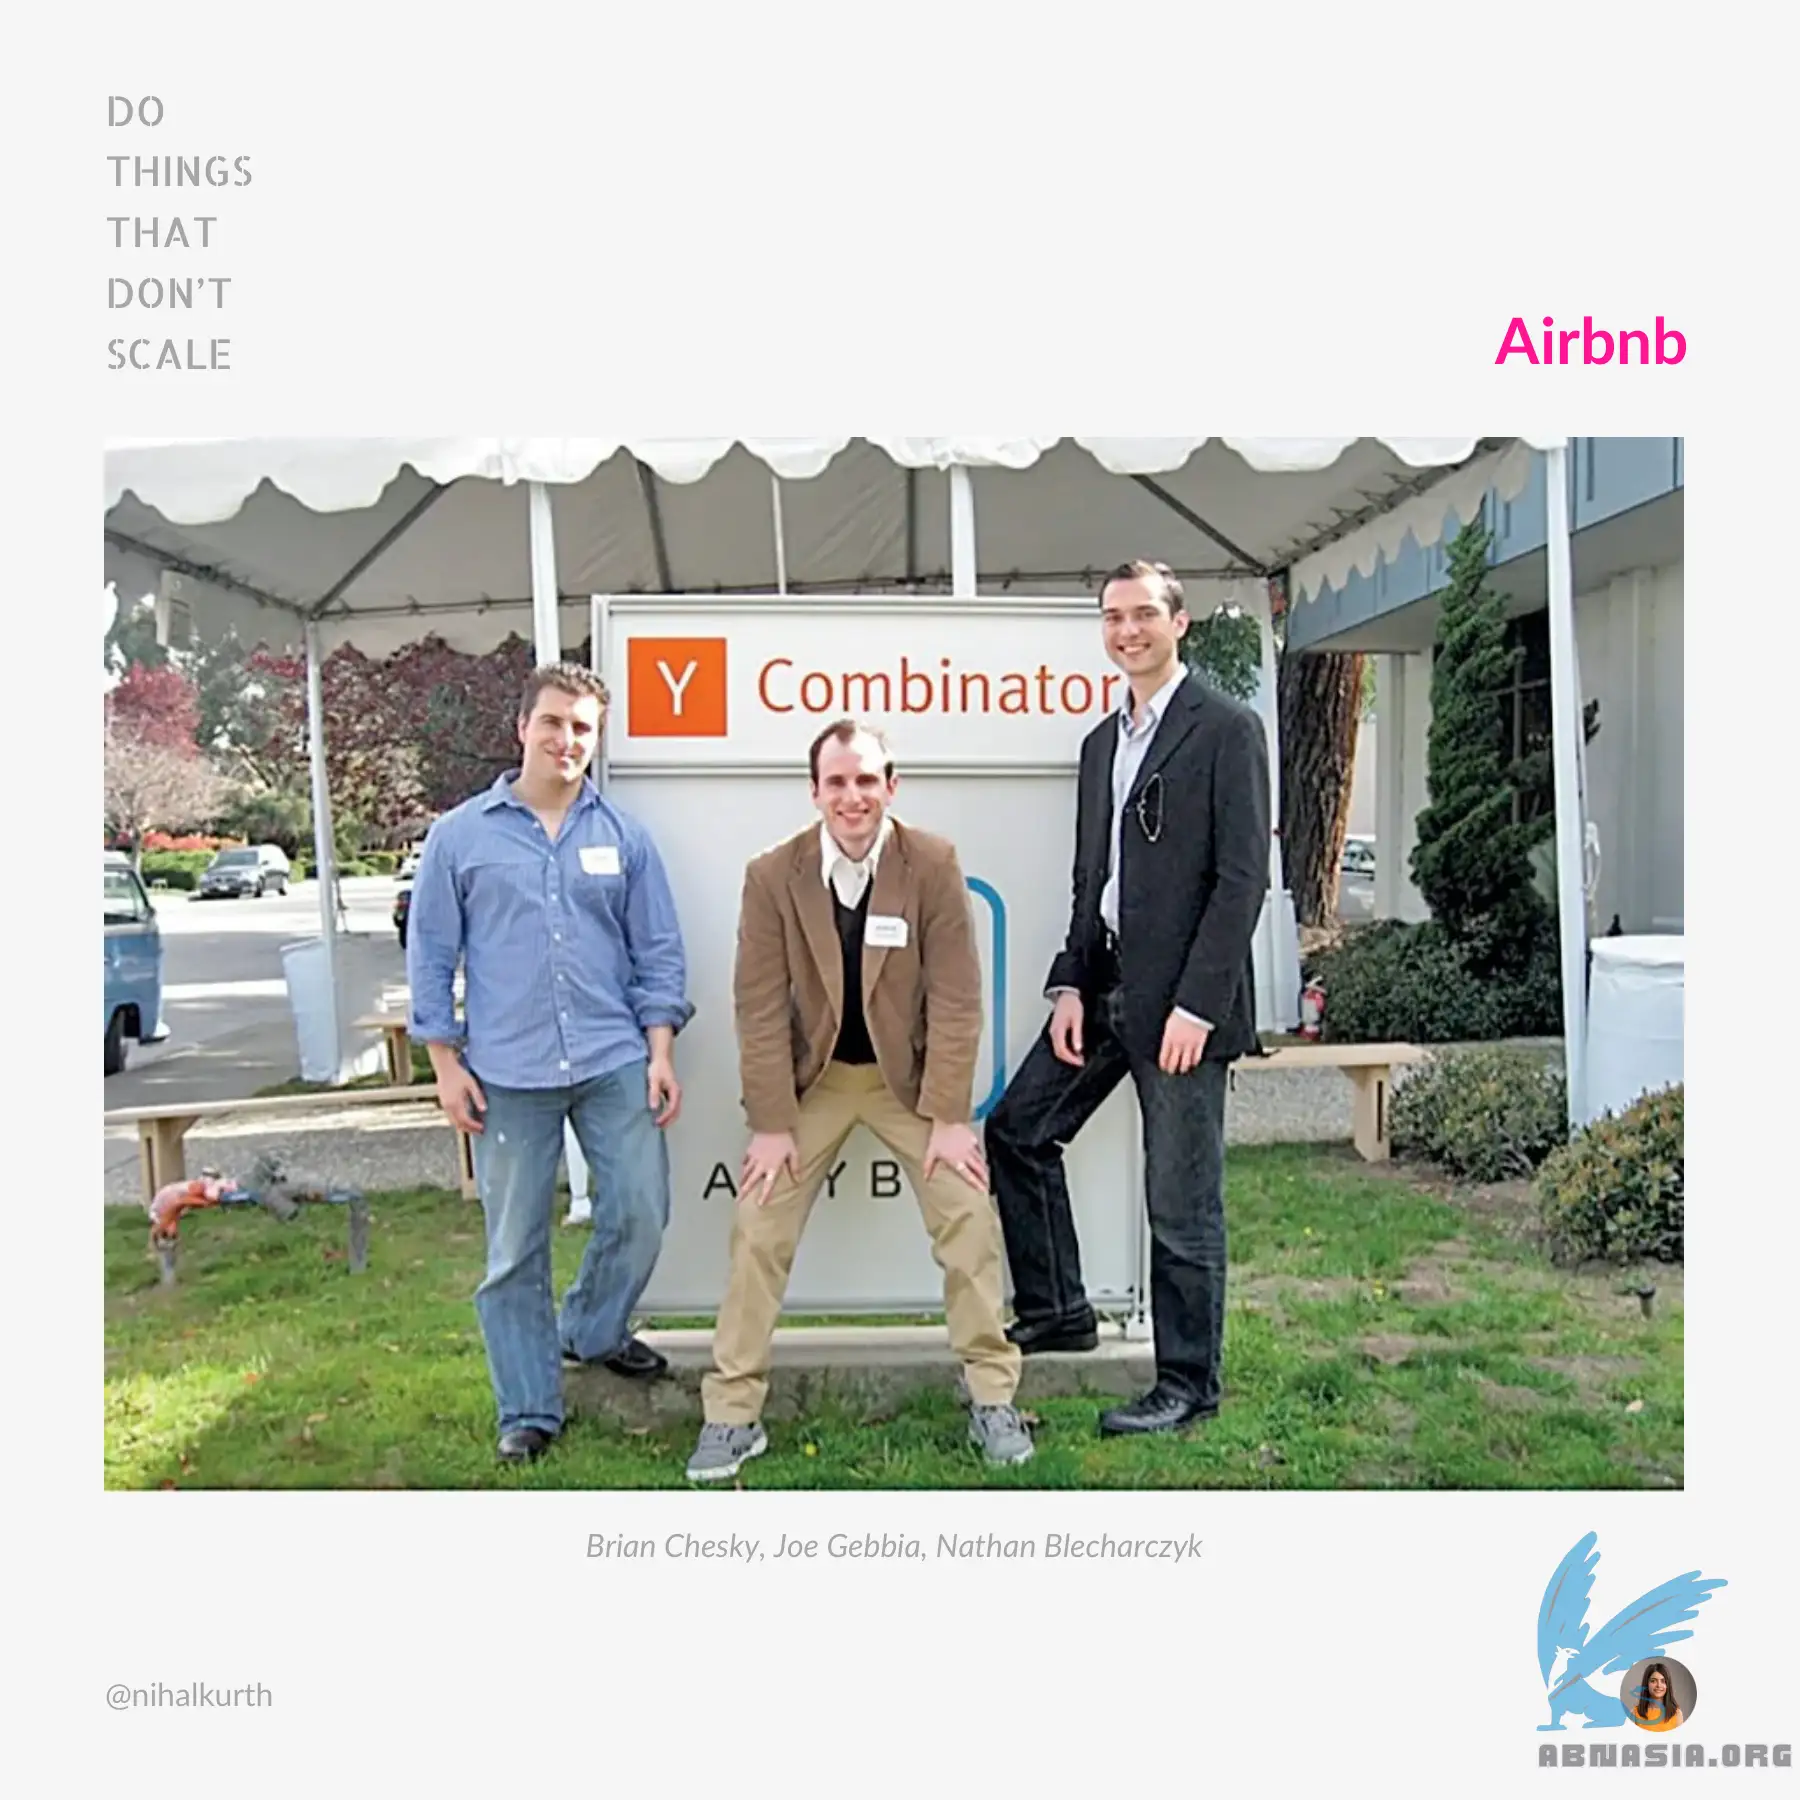 DO
THINGS
THAT
DON'T
SCALE
Airbnb
Y Combinator
Brian Chesky, Joe Gebbia, Nathan Blecharczyk
@nihalkurth
ABNASIA.ORG